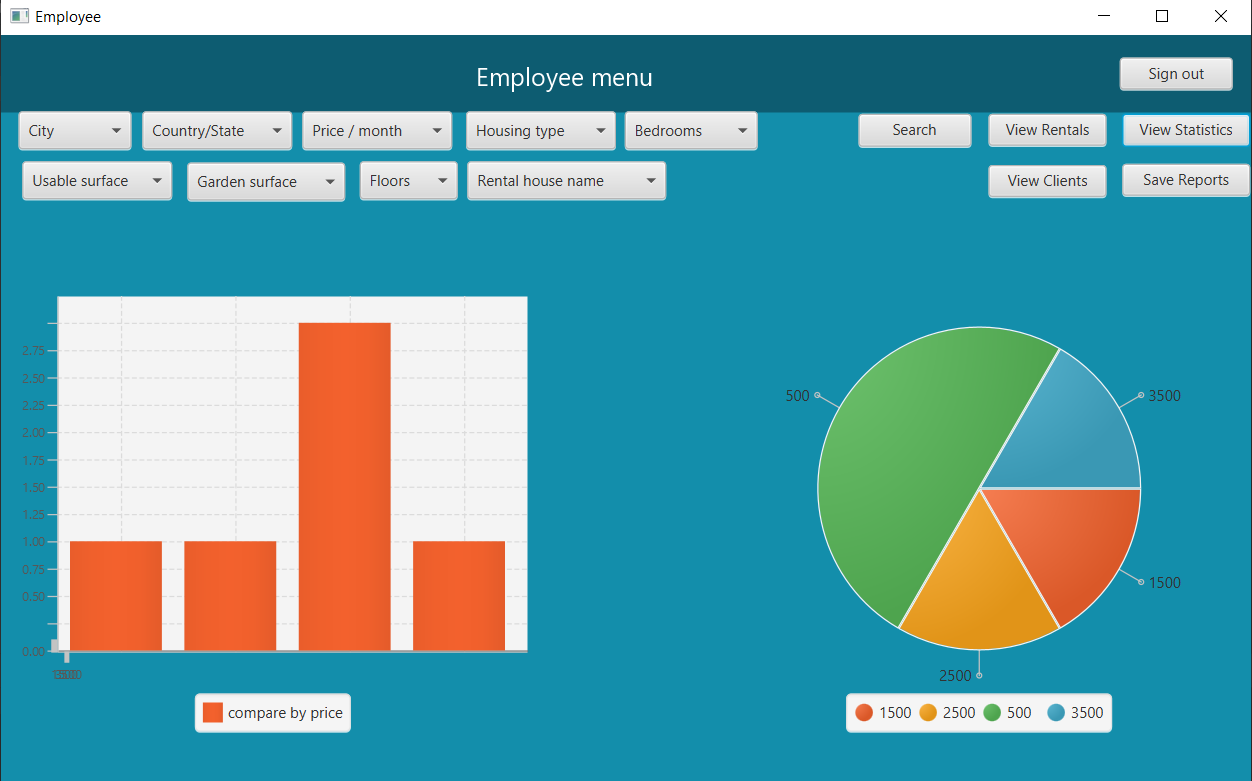 Employee
Employee menu
Sign out
City
Country/State
Price / month
Housing type
Bedrooms
Search
View Rentals
View Statistics
Usable surface
Garden surface
Floors
Rental house name
View Clients
Save Reports
2.75
2.50
2.25
2.00
1.75
1.50
1.25
1.00
0.75
0.50
0.00
compare by price
500
3500
1500
2500
1500 2500 500 3500